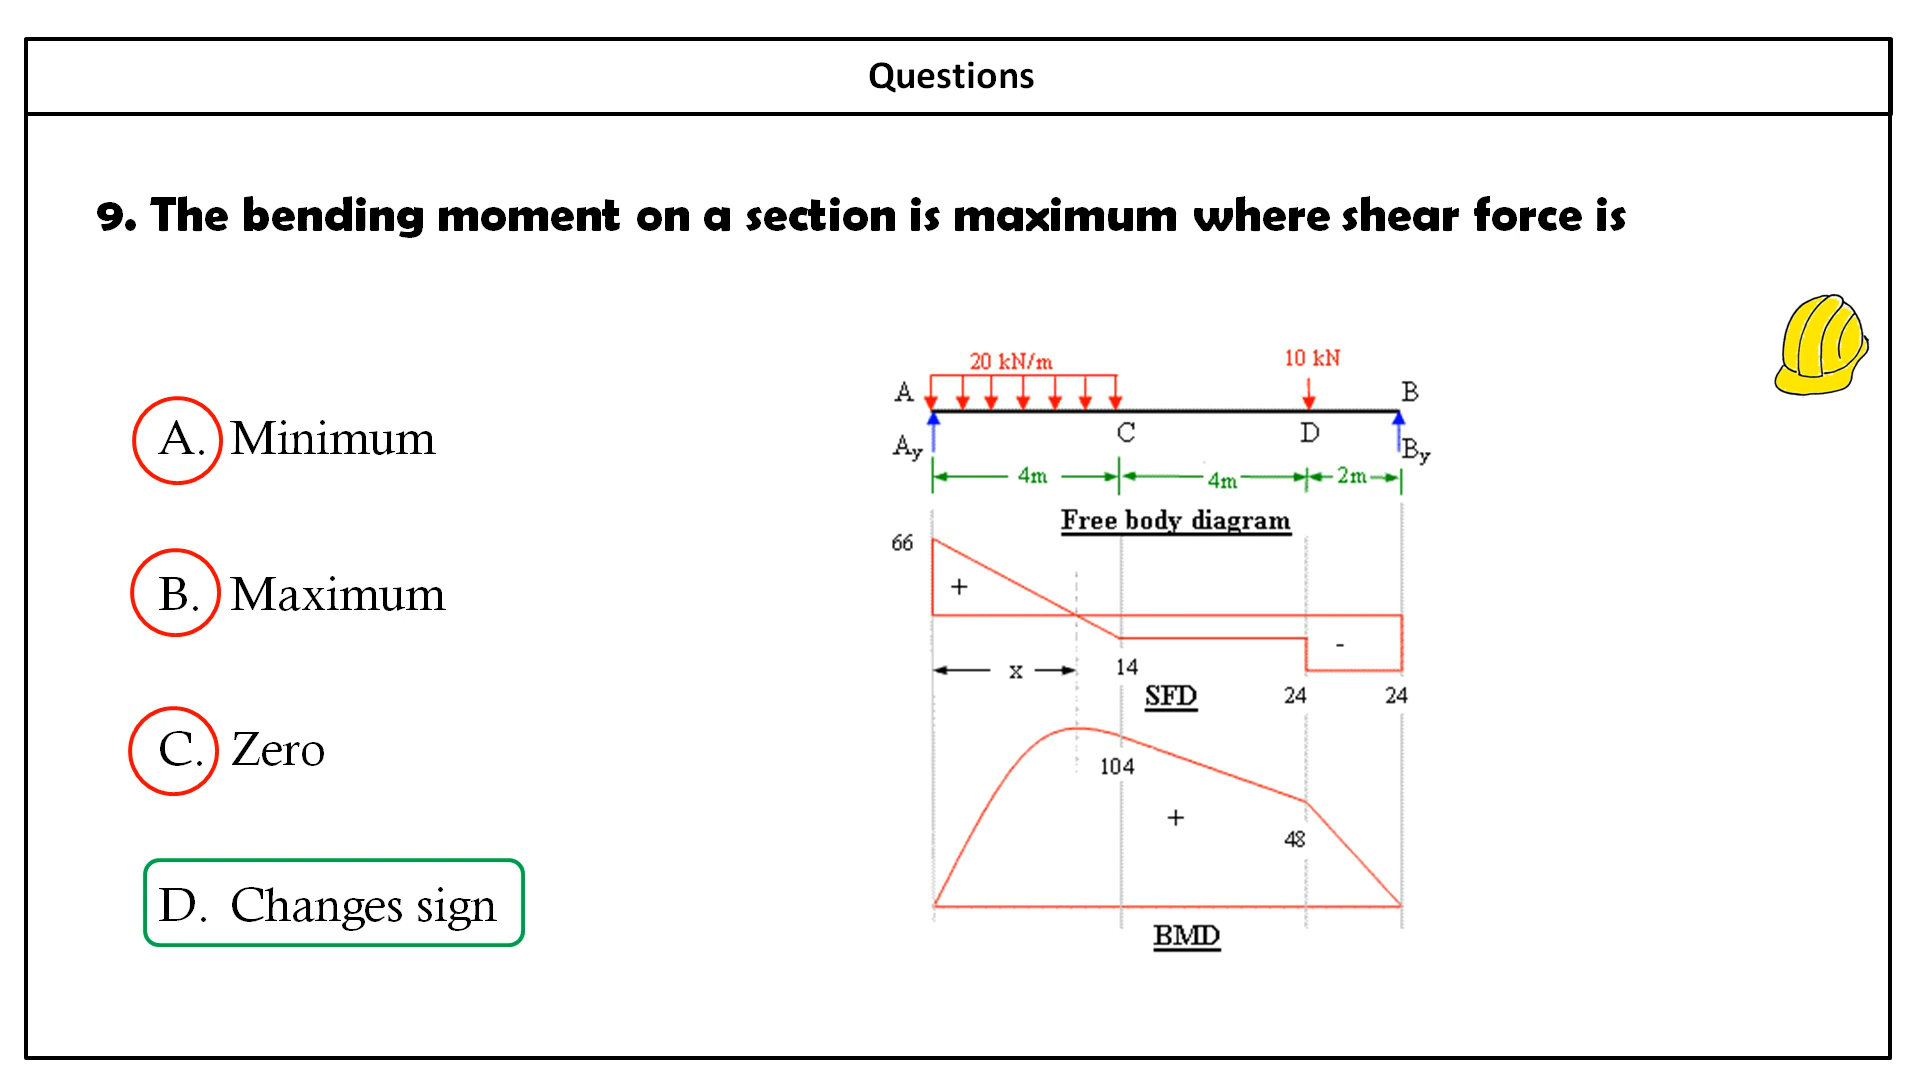 Questions
9. The bending moment on a section is maximum where shear force is
A. Minimum
B. Maximum
C. Zero
D. Changes sign
20 kN/m
10 kN
A
B
C
D
Ay
By
4m
4m
2m
Free body diagram
66
+
-
x
14
SFD
24
24
104
+
48
BMD